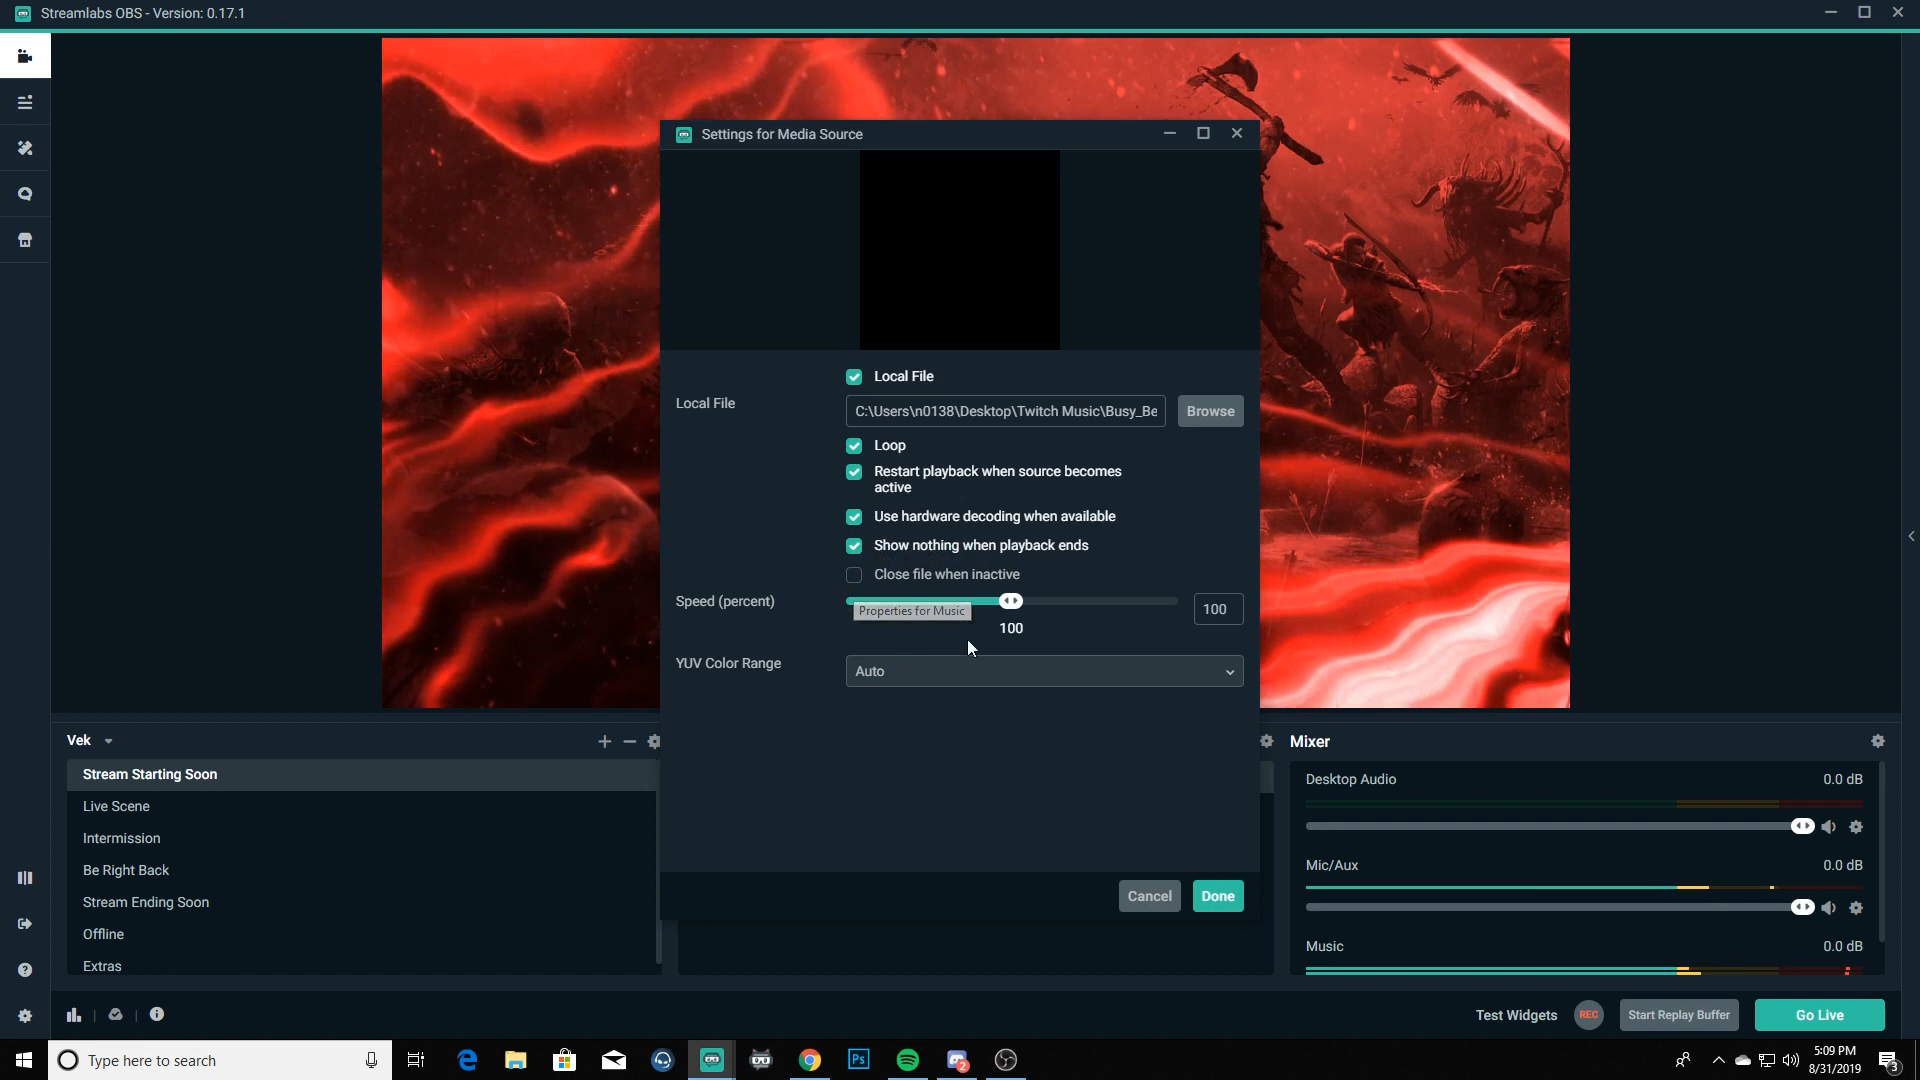 Streamlabs OBS - Version: 0.17.1
Settings for Media Source
Local File
Local File
C:\Users\n0138\Desktop\Twitch Music\Busy_Be
Browse
Loop
Restart playback when source becomes
active
Use hardware decoding when available
Show nothing when playback ends
Close file when inactive
Speed (percent)
100
Properties for Music
100
YUV Color Range
Auto
Cancel
Done
Vek
Stream Starting Soon
Live Scene
Intermission
Be Right Back
Stream Ending Soon
Offline
Extras
Mixer
Desktop Audio
0.0 dB
Mic/Aux
0.0 dB
Music
0.0 dB
Test Widgets
REC
Start Replay Buffer
Go Live
Type here to search
Ps
2
5:09 PM
8/31/2019
3